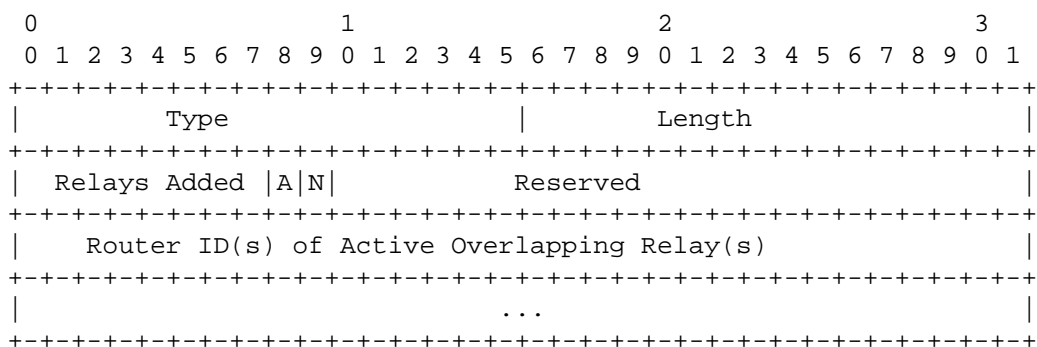 0                   1                   2                   3
 0 1 2 3 4 5 6 7 8 9 0 1 2 3 4 5 6 7 8 9 0 1 2 3 4 5 6 7 8 9 0 1
+-+-+-+-+-+-+-+-+-+-+-+-+-+-+-+-+-+-+-+-+-+-+-+-+-+-+-+-+-+-+-+-+
|         Type                  |        Length                 |
+-+-+-+-+-+-+-+-+-+-+-+-+-+-+-+-+-+-+-+-+-+-+-+-+-+-+-+-+-+-+-+-+
|  Relays Added |A|N|           Reserved                        |
+-+-+-+-+-+-+-+-+-+-+-+-+-+-+-+-+-+-+-+-+-+-+-+-+-+-+-+-+-+-+-+-+
|    Router ID(s) of Active Overlapping Relay(s)                |
+-+-+-+-+-+-+-+-+-+-+-+-+-+-+-+-+-+-+-+-+-+-+-+-+-+-+-+-+-+-+-+-+
|                              ...                              |
+-+-+-+-+-+-+-+-+-+-+-+-+-+-+-+-+-+-+-+-+-+-+-+-+-+-+-+-+-+-+-+-+